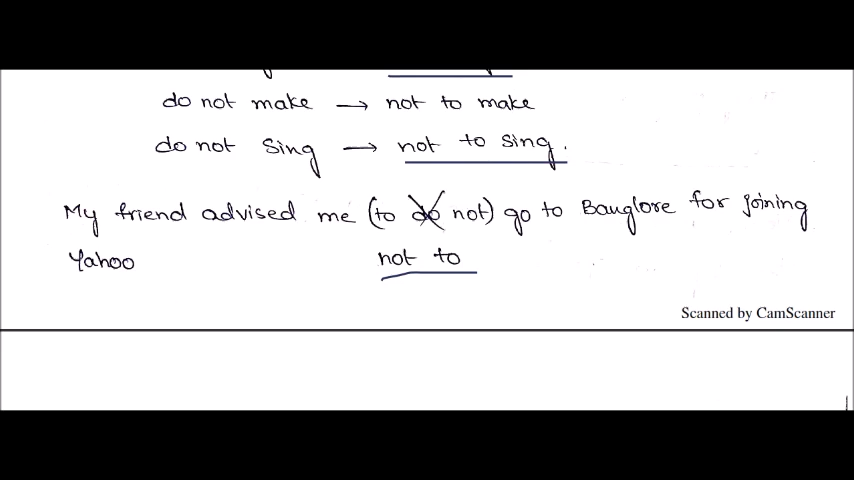 do not make → not to make
do not sing → not to sing.
My friend advised me (to do not) go to Banglore for joining
Yahoo not to
Scanned by CamScanner